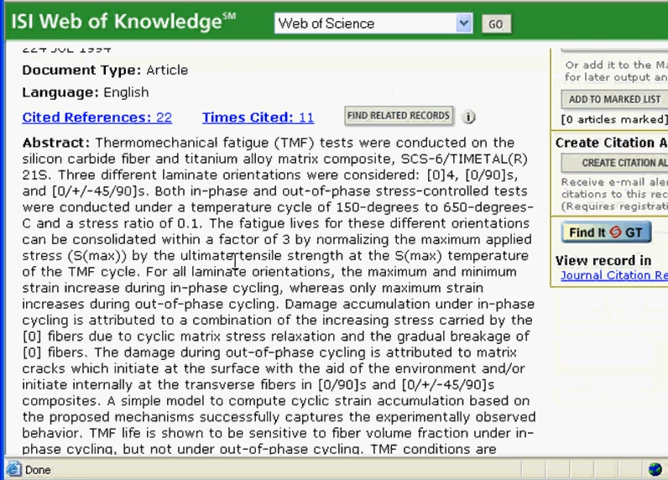 ISI Web of Knowledge℠
Web of Science
GO
224 JUL 1994
Document Type: Article
Language: English
Cited References: 22
Times Cited: 11
FIND RELATED RECORDS
i
Abstract: Thermomechanical fatigue (TMF) tests were conducted on the
silicon carbide fiber and titanium alloy matrix composite, SCS-6/TIMETAL(R)
21S. Three different laminate orientations were considered: [0]4, [0/90]s,
and [0/+/-45/90]s. Both in-phase and out-of-phase stress-controlled tests
were conducted under a temperature cycle of 150-degrees to 650-degrees-
C and a stress ratio of 0.1. The fatigue lives for these different orientations
can be consolidated within a factor of 3 by normalizing the maximum applied
stress (S(max)) by the ultimate tensile strength at the S(max) temperature
of the TMF cycle. For all laminate orientations, the maximum and minimum
strain increase during in-phase cycling, whereas only maximum strain
increases during out-of-phase cycling. Damage accumulation under in-phase
cycling is attributed to a combination of the increasing stress carried by the
[0] fibers due to cyclic matrix stress relaxation and the gradual breakage of
[0] fibers. The damage during out-of-phase cycling is attributed to matrix
cracks which initiate at the surface with the aid of the environment and/or
initiate internally at the transverse fibers in [0/90]s and [0/+/-45/90]s
composites. A simple model to compute cyclic strain accumulation based on
the proposed mechanisms successfully captures the experimentally observed
behavior. TMF life is shown to be sensitive to fiber volume fraction under in-
phase cycling, but not under out-of-phase cycling. TMF conditions are
Or add it to the Ma
for later output an
ADD TO MARKED LIST
[0 articles marked]
Create Citation A
CREATE CITATION AL
Receive e-mail aler
citations to this rec
(Requires registrati
Find It GT
View record in
Journal Citation Re
Done